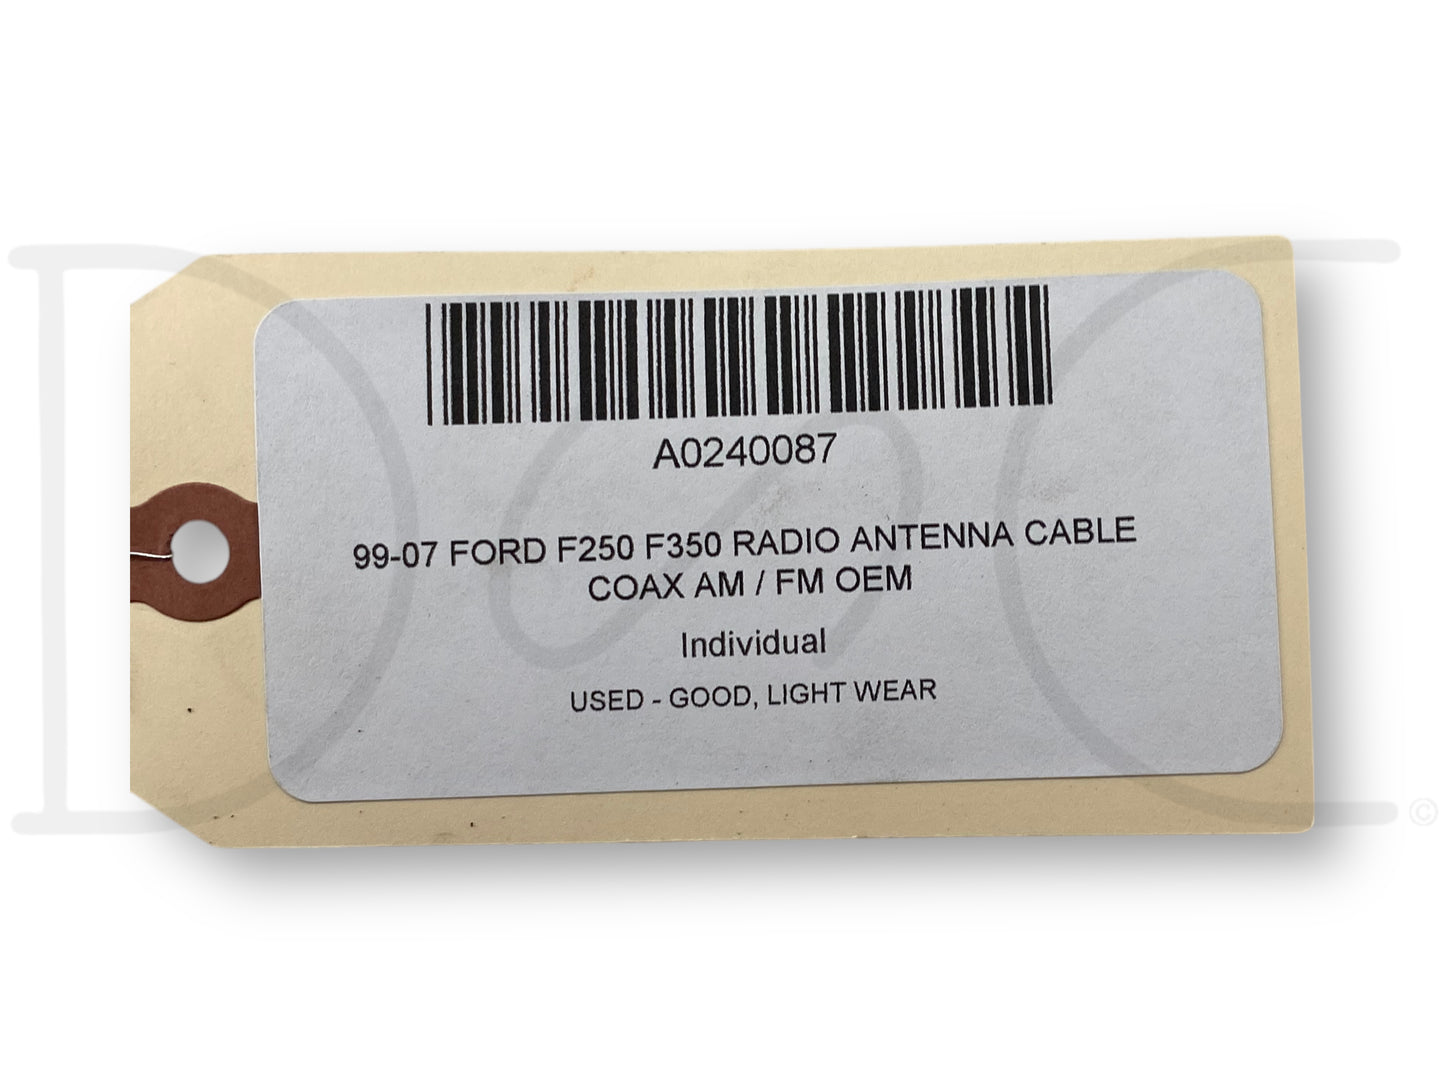 A0240087
99-07 FORD F250 F350 RADIO ANTENNA CABLE
COAX AM / FM OEM
Individual
USED - GOOD, LIGHT WEAR
©